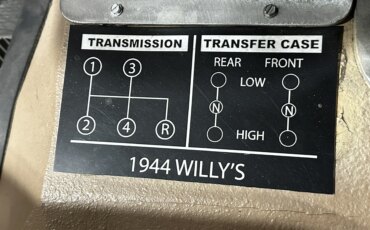 TRANSMISSION
1 3
2 4 R
TRANSFER CASE
REAR FRONT
LOW
N N
HIGH
1944 WILLY'S